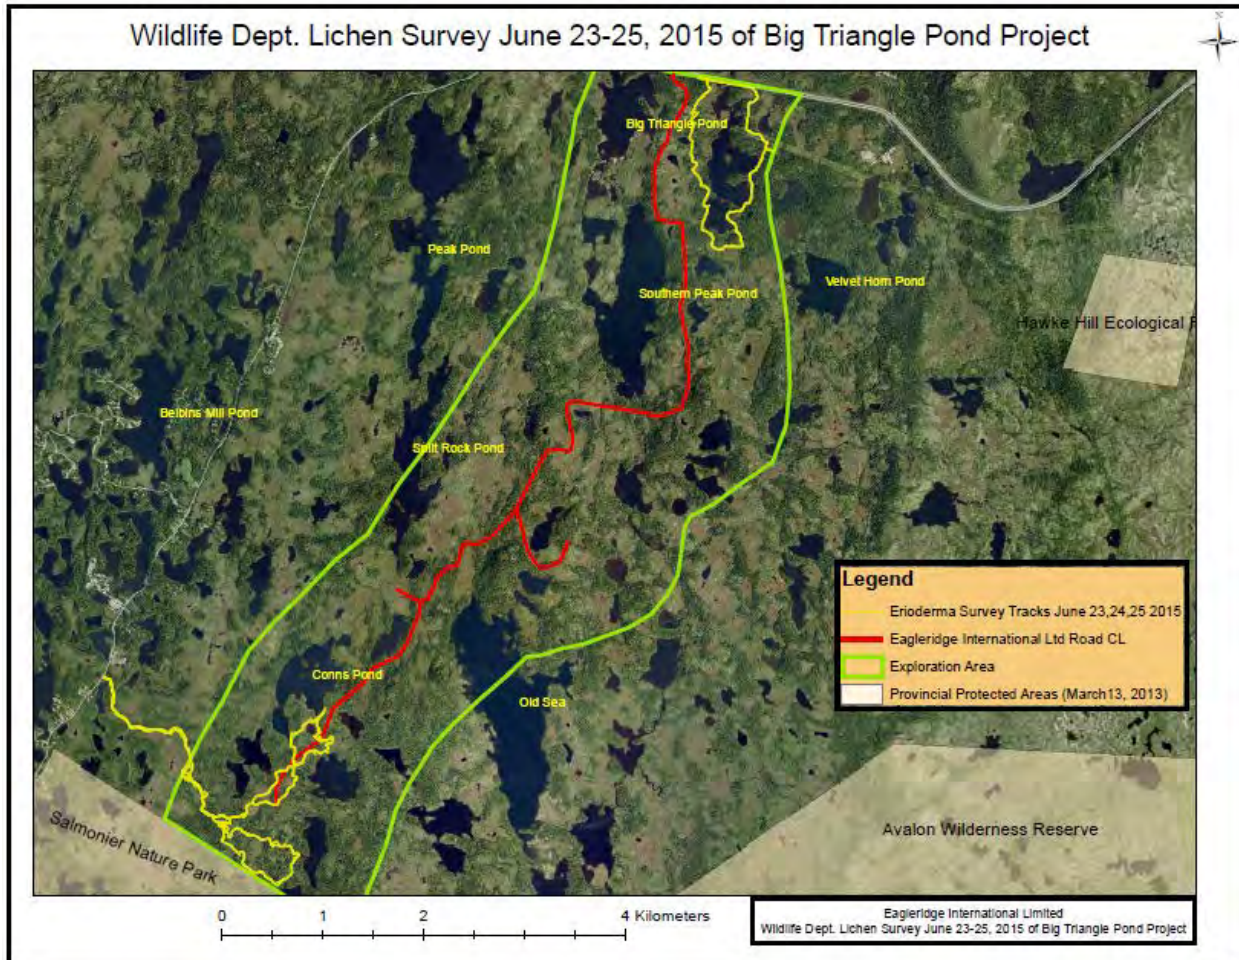 Wildlife Dept. Lichen Survey June 23-25, 2015 of Big Triangle Pond Project
N
Big Triangle Pond
Peak Pond
Velvet Horn Pond
Southern Peak Pond
Hawke Hill Ecological
Belbins Mill Pond
Split Rock Pond
Legend
Erioderma Survey Tracks June 23,24,25 2015
Eagleridge International Ltd Road CL
Exploration Area
Provincial Protected Areas (March13, 2013)
Conns Pond
Old Sea
Salmonier Nature Park
Avalon Wilderness Reserve
0 1 2 4 Kilometers
Eagleridge International Limited
Wildlife Dept. Lichen Survey June 23-25, 2015 of Big Triangle Pond Project